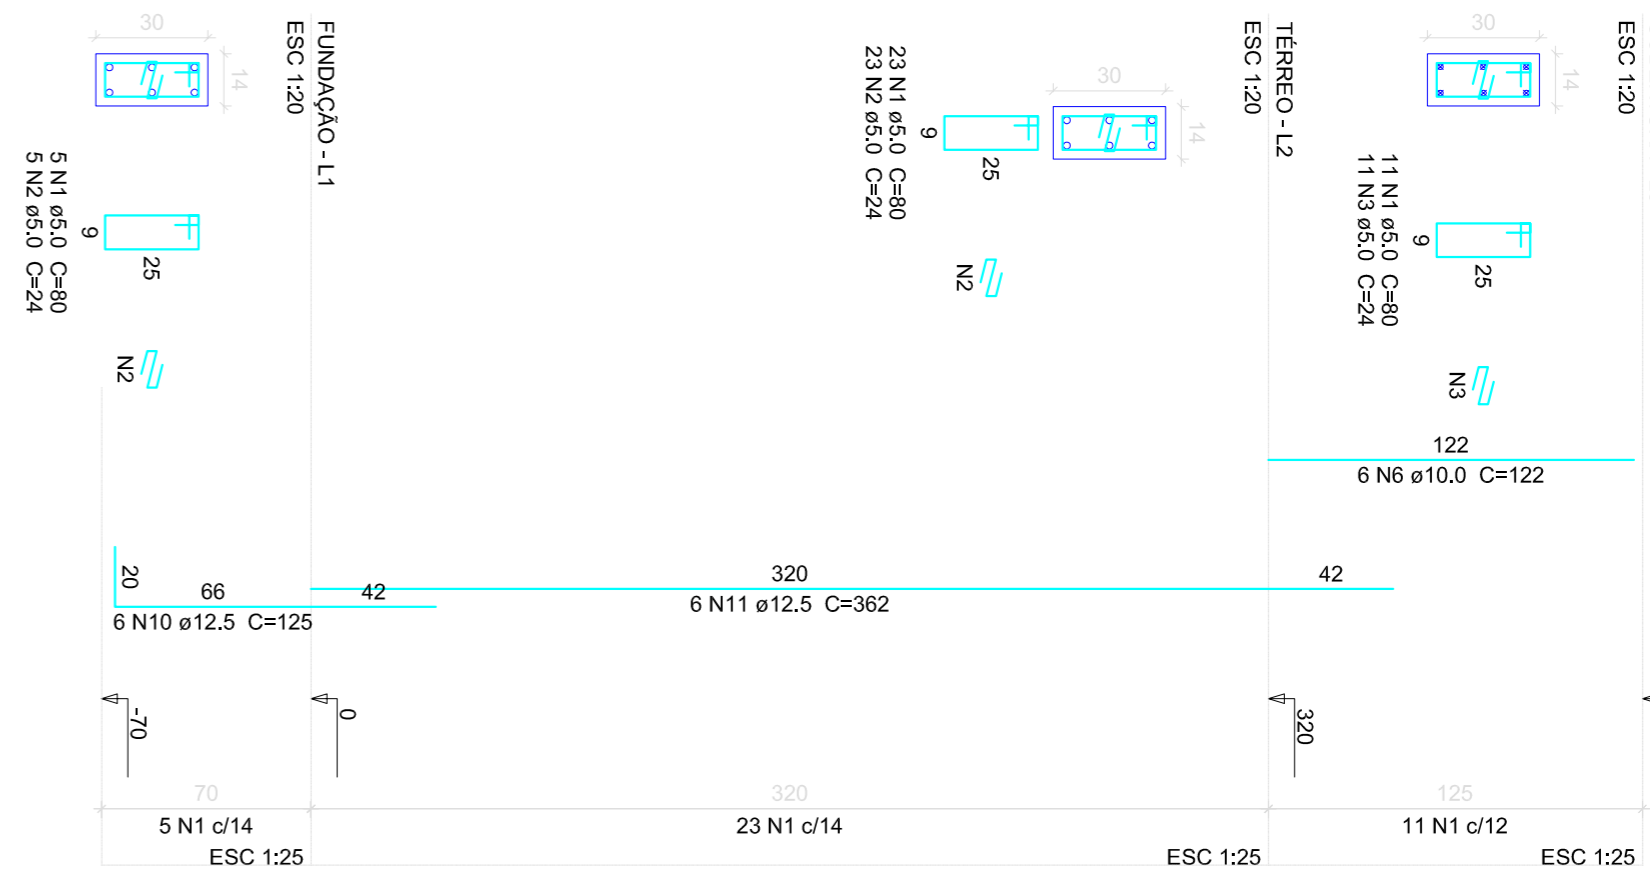 30
14
FUNDAÇÃO - L1
ESC 1:20
5 N1 ø5.0 C=80
5 N2 ø5.0 C=24
9
25
N2
30
14
TÉRREO - L2
ESC 1:20
23 N1 ø5.0 C=80
23 N2 ø5.0 C=24
9
25
N2
30
14
ESC 1:20
11 N1 ø5.0 C=80
11 N3 ø5.0 C=24
9
25
N3
122
6 N6 ø10.0 C=122
20
66
42
6 N10 ø12.5 C=125
320
42
6 N11 ø12.5 C=362
-70
0
320
70
320
125
5 N1 c/14
23 N1 c/14
11 N1 c/12
ESC 1:25
ESC 1:25
ESC 1:25